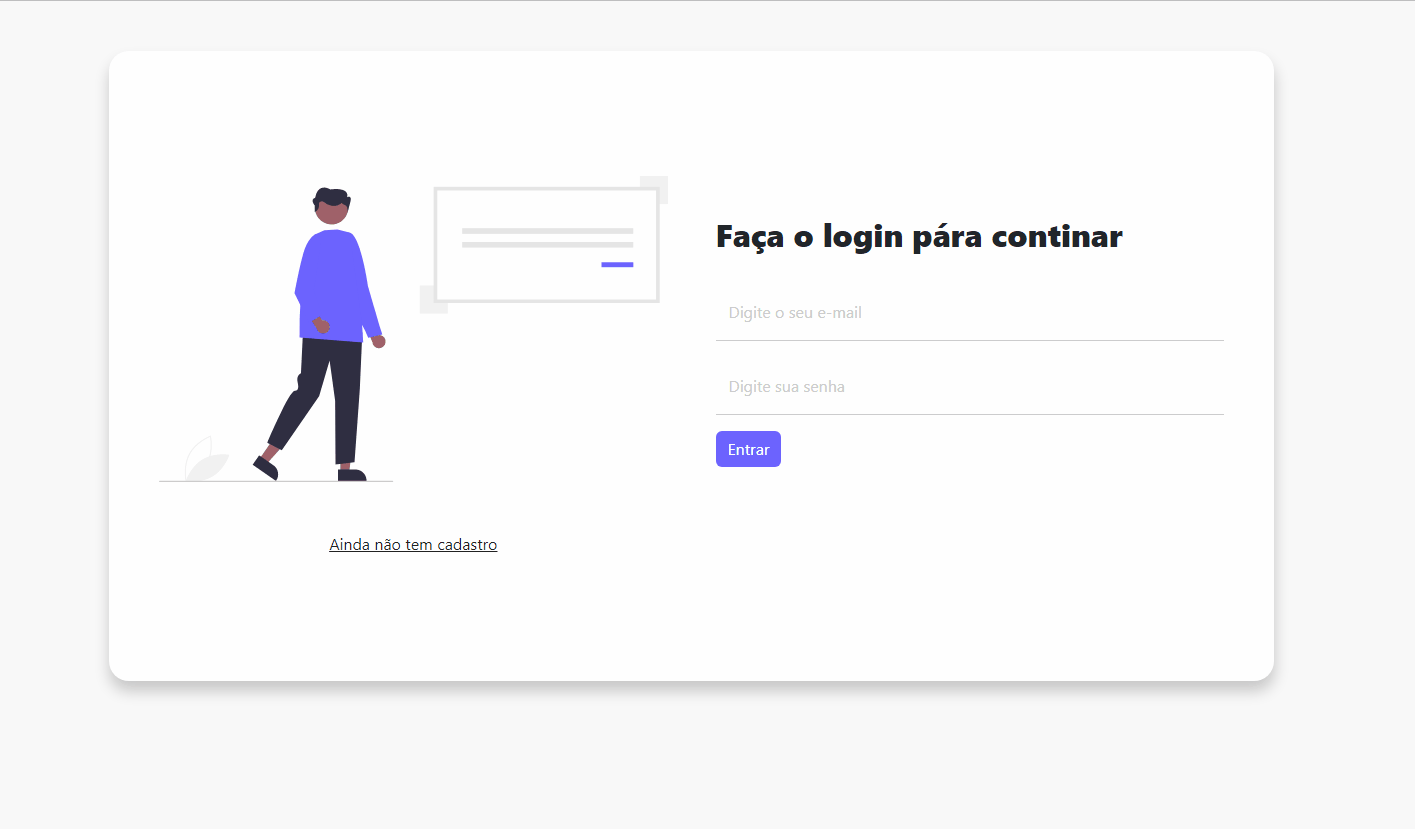 Faça o login pára continar
Digite o seu e-mail
Digite sua senha
Entrar
Ainda não tem cadastro